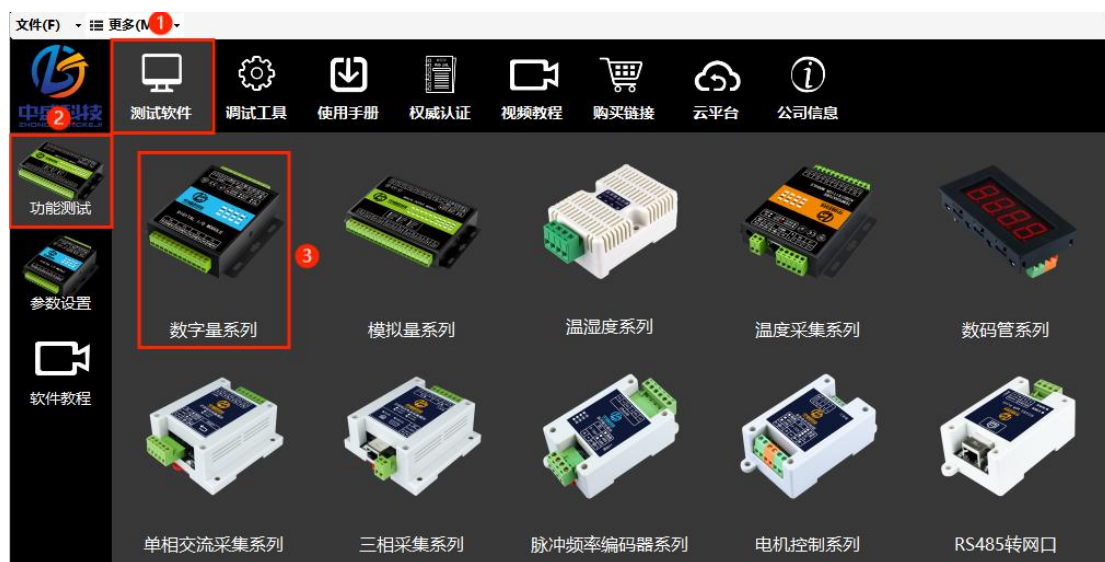 文件(F) 更多(M)
1
中盛科技
测试软件 调试工具 使用手册 权威认证 视频教程 购买链接 云平台 公司信息
2
功能测试
3
参数设置
数字量系列 模拟量系列 温湿度系列 温度采集系列 数码管系列
软件教程
单相交流采集系列 三相采集系列 脉冲频率编码器系列 电机控制系列 RS485转网口